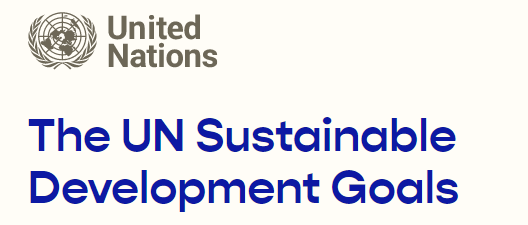 United
Nations
The UN Sustainable
Development Goals